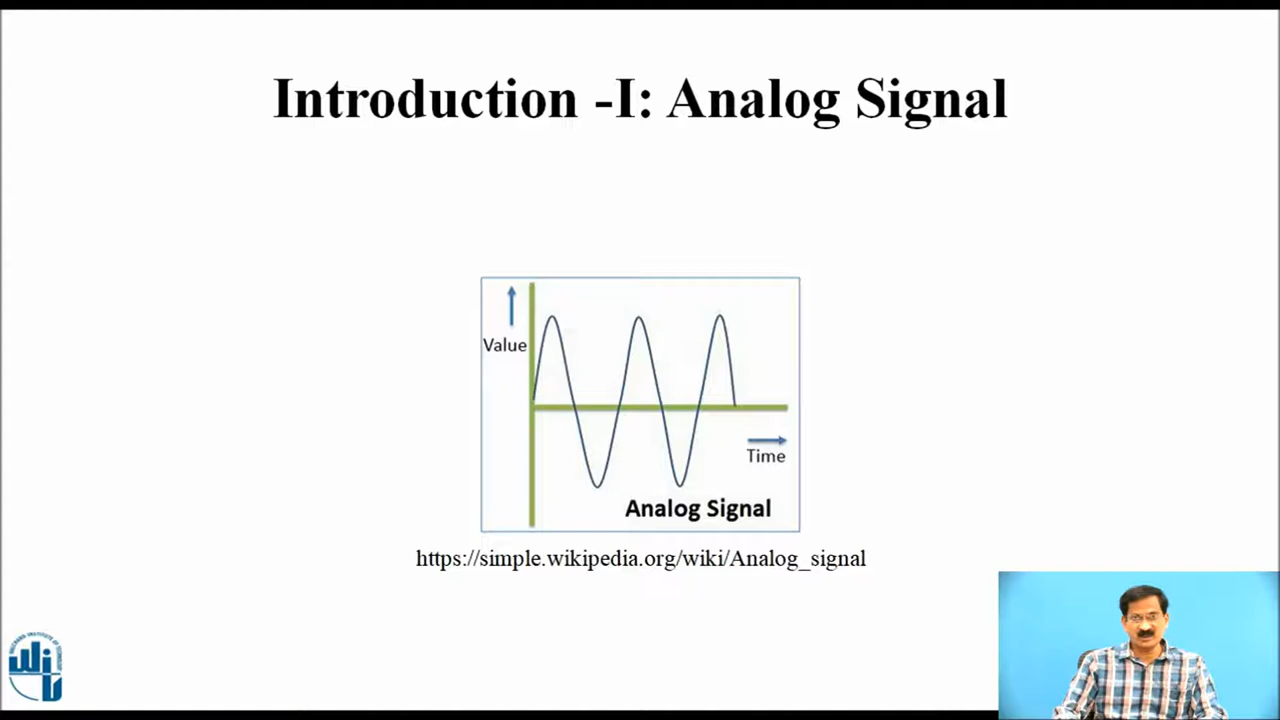 Introduction -I: Analog Signal
Value
Time
Analog Signal
https://simple.wikipedia.org/wiki/Analog_signal